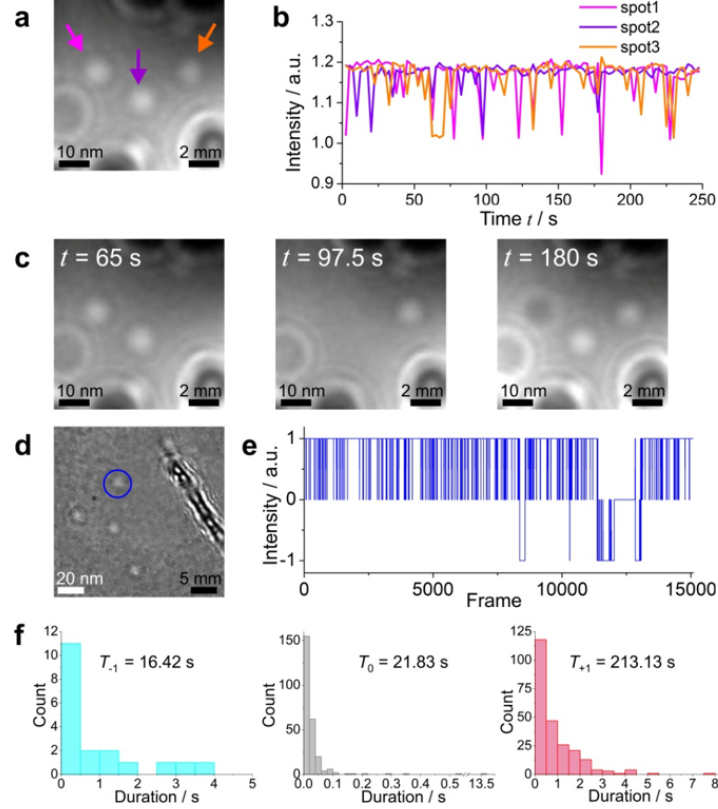 a
10 nm
2 mm
b
spot1
spot2
spot3
1.3
1.2
1.1
1.0
0.9
Intensity / a.u.
0
50
100
150
200
250
Time t / s
c
t = 65 s
10 nm
2 mm
t = 97.5 s
10 nm
2 mm
t = 180 s
10 nm
2 mm
d
20 nm
5 mm
e
1
0
-1
Intensity / a.u.
0
5000
10000
15000
Frame
f
12
10
8
6
4
2
0
Count
T-1 = 16.42 s
0
1
2
3
4
5
Duration / s
150
100
50
0
Count
T0 = 21.83 s
0.0
0.1
0.2
0.3
0.4
0.5
13.5
Duration / s
125
100
75
50
25
0
Count
T+1 = 213.13 s
0
1
2
3
4
5
6
7
8
Duration / s